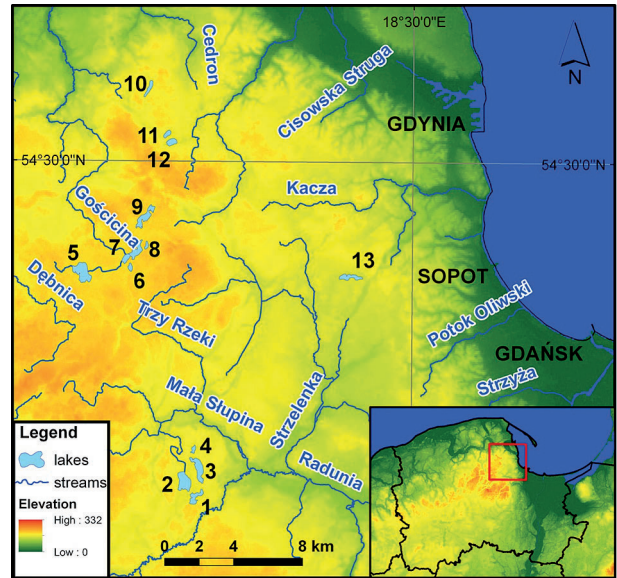 18°30'0"E
Cedron
N
10
Cisowska Struga
GDYNIA
11
54°30'0"N
12
54°30'0"N
Kacza
9
Gościcina
7
8
5
6
13
SOPOT
Dębnica
Trzy Rzeki
Potok Oliwski
GDAŃSK
Strzyża
Mała Słupina
Strzelenka
Radunia
4
3
2
1
Legend
lakes
streams
Elevation
High : 332
Low : 0
0 2 4 8 km